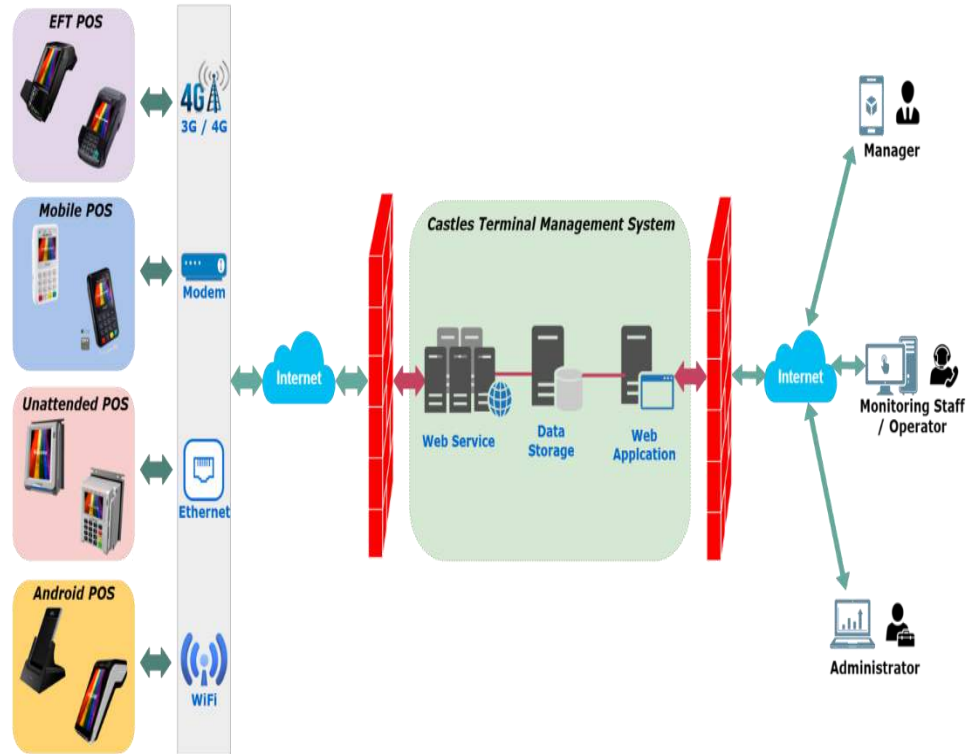 EFT POS
4G
3G / 4G
Mobile POS
Modem
Unattended POS
Ethernet
Android POS
WiFi
Internet
Castles Terminal Management System
Web Service
Data
Storage
Web
Applcation
Internet
Manager
Monitoring Staff
/ Operator
Administrator